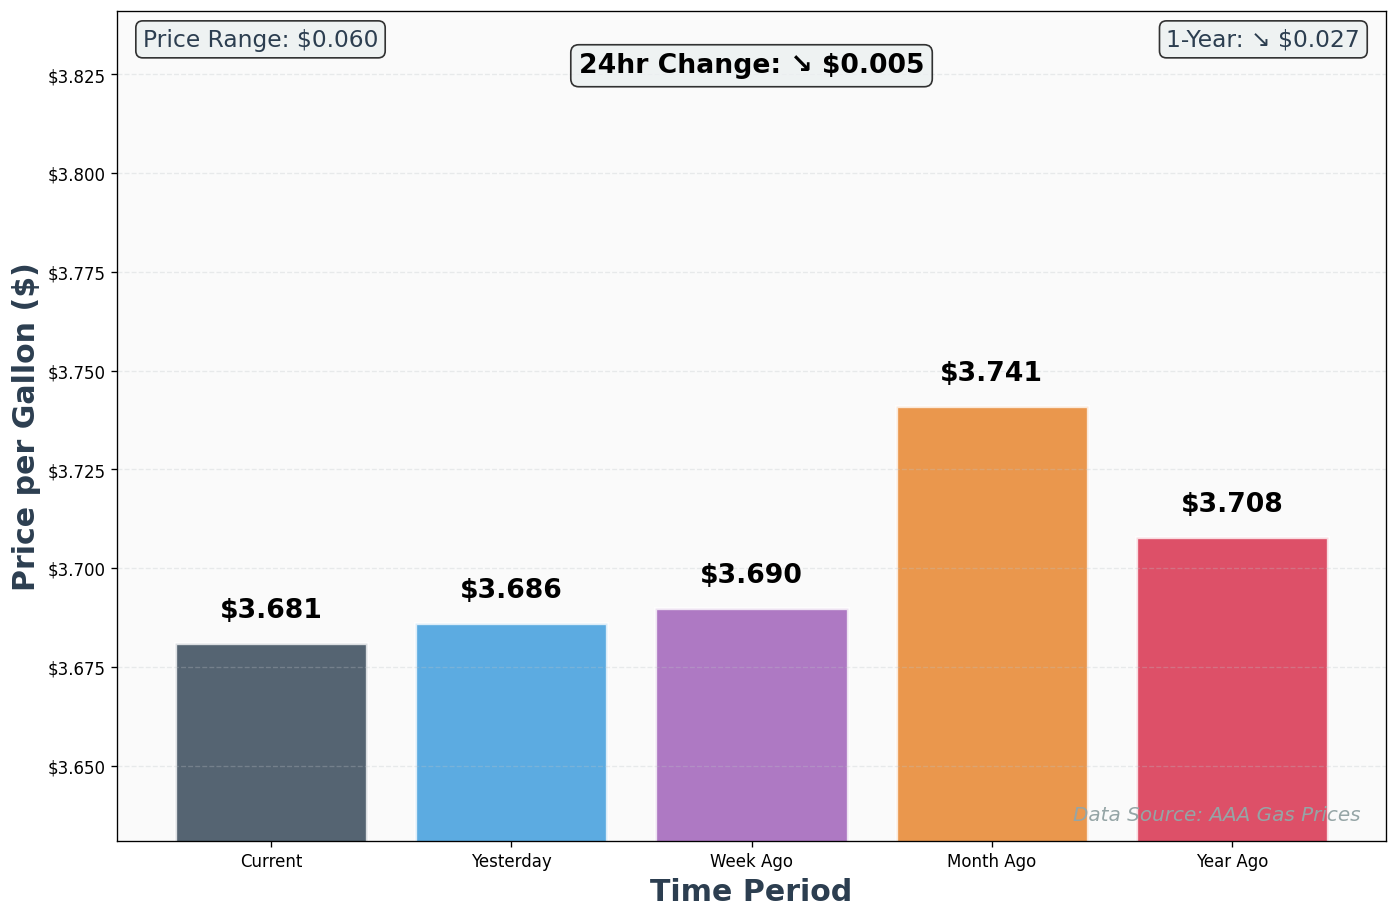 Price Range: $0.060
24hr Change: ↘ $0.005
1-Year: ↘ $0.027
Price per Gallon ($)
$3.825
$3.800
$3.775
$3.750
$3.725
$3.700
$3.675
$3.650
$3.681
$3.686
$3.690
$3.741
$3.708
Data Source: AAA Gas Prices
Current
Yesterday
Week Ago
Month Ago
Year Ago
Time Period